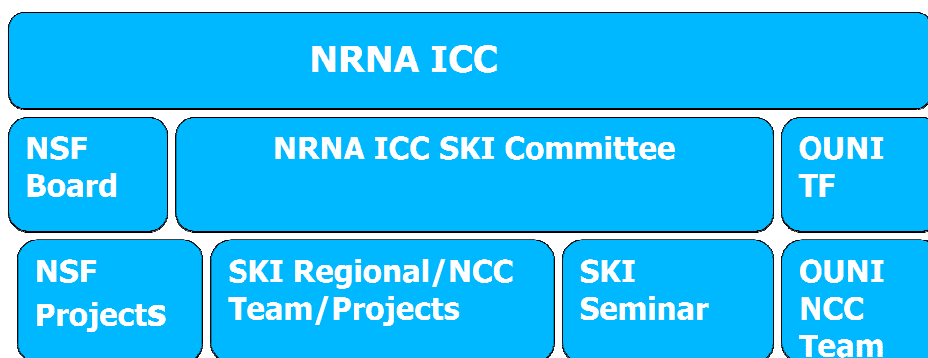 NRNA ICC
NSF
Board
NRNA ICC SKI Committee
OUNI
TF
NSF
Projects
SKI Regional/NCC
Team/Projects
SKI
Seminar
OUNI
NCC
Team